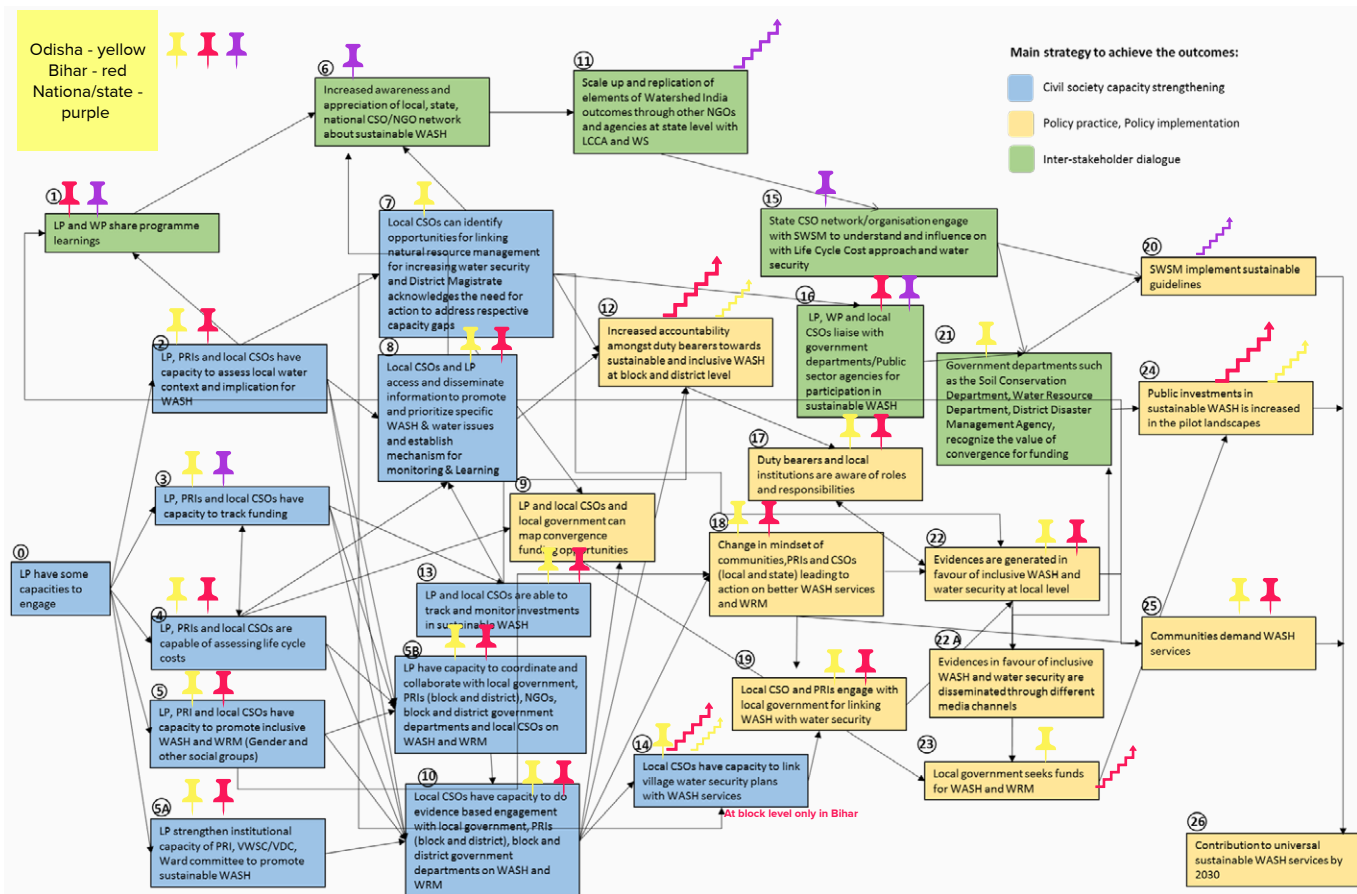 Odisha - yellow
Bihar - red
Nationa/state -
purple
Main strategy to achieve the outcomes:
Civil society capacity strengthening
Policy practice, Policy implementation
Inter-stakeholder dialogue
0
LP have some
capacities to
engage
1
LP and WP share programme
learnings
2
LP, PRIs and local CSOs have
capacity to assess local water
context and implication for
WASH
3
LP, PRIs and local CSOs have
capacity to track funding
4
LP, PRIs and local CSOs are
capable of assessing life cycle
costs
5
LP, PRI and local CSOs have
capacity to promote inclusive
WASH and WRM (Gender and
other social groups)
5A
LP strengthen institutional
capacity of PRI, VWSC/VDC,
Ward committee to promote
sustainable WASH
6
Increased awareness and
appreciation of local, state,
national CSO/NGO network
about sustainable WASH
7
Local CSOs can identify
opportunities for linking
natural resource management
for increasing water security
and District Magistrate
acknowledges the need for
action to address respective
capacity gaps
8
Local CSOs and LP
access and disseminate
information to promote
and prioritize specific
WASH & water issues
and establish
mechanism for
monitoring & Learning
9
LP and local CSOs and
local government can
map convergence
funding opportunities
13
LP and local CSOs are able to
track and monitor investments
in sustainable WASH
5B
LP have capacity to coordinate and
collaborate with local government,
PRIs (block and district), NGOs,
block and district government
departments and local CSOs on
WASH and WRM
10
Local CSOs have capacity to do
evidence based engagement
with local government, PRIs
(block and district), block and
district government
departments on WASH and
WRM
11
Scale up and replication of
elements of Watershed India
outcomes through other NGOs
and agencies at state level with
LCCA and WS
12
Increased accountability
amongst duty bearers towards
sustainable and inclusive WASH
at block and district level
14
Local CSOs have capacity to link
village water security plans
with WASH services
At block level only in Bihar
15
State CSO network/organisation engage
with SWSM to understand and influence on
with Life Cycle Cost approach and water
security
16
LP, WP and local
CSOs liaise with
government
departments/Public
sector agencies for
participation in
sustainable WASH
17
Duty bearers and local
institutions are aware of roles
and responsibilities
18
Change in mindset of
communities,PRIs and CSOs
(local and state) leading to
action on better WASH services
and WRM
19
Local CSO and PRIs engage with
local government for linking
WASH with water security
20
SWSM implement sustainable
guidelines
21
Government departments such
as the Soil Conservation
Department, Water Resource
Department, District Disaster
Management Agency,
recognize the value of
convergence for funding
22
Evidences are generated in
favour of inclusive WASH and
water security at local level
22 A
Evidences in favour of inclusive
WASH and water security are
disseminated through different
media channels
23
Local government seeks funds
for WASH and WRM
24
Public investments in
sustainable WASH is increased
in the pilot landscapes
25
Communities demand WASH
services
26
Contribution to universal
sustainable WASH services by
2030